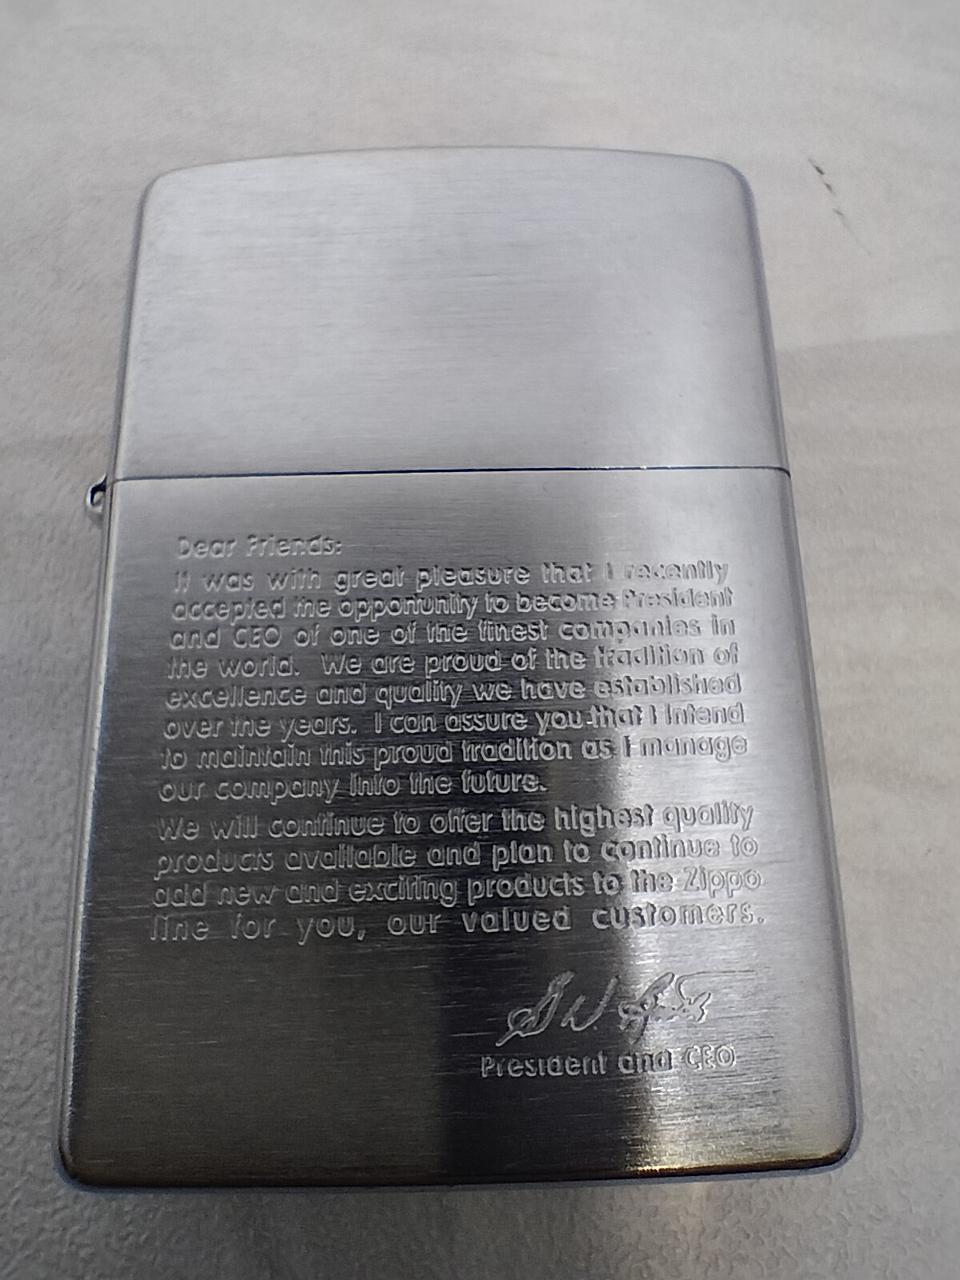 Dear Friends:
It was with great pleasure that I recently
accepted the opportunity to become President
and CEO of one of the finest companies in
the world. We are proud of the tradition of
excellence and quality we have established
over the years. I can assure you that I intend
to maintain this proud tradition as I manage
our company into the future.
We will continue to offer the highest quality
products available and plan to continue to
add new and exciting products to the Zippo
line for you, our valued customers.
President and CEO